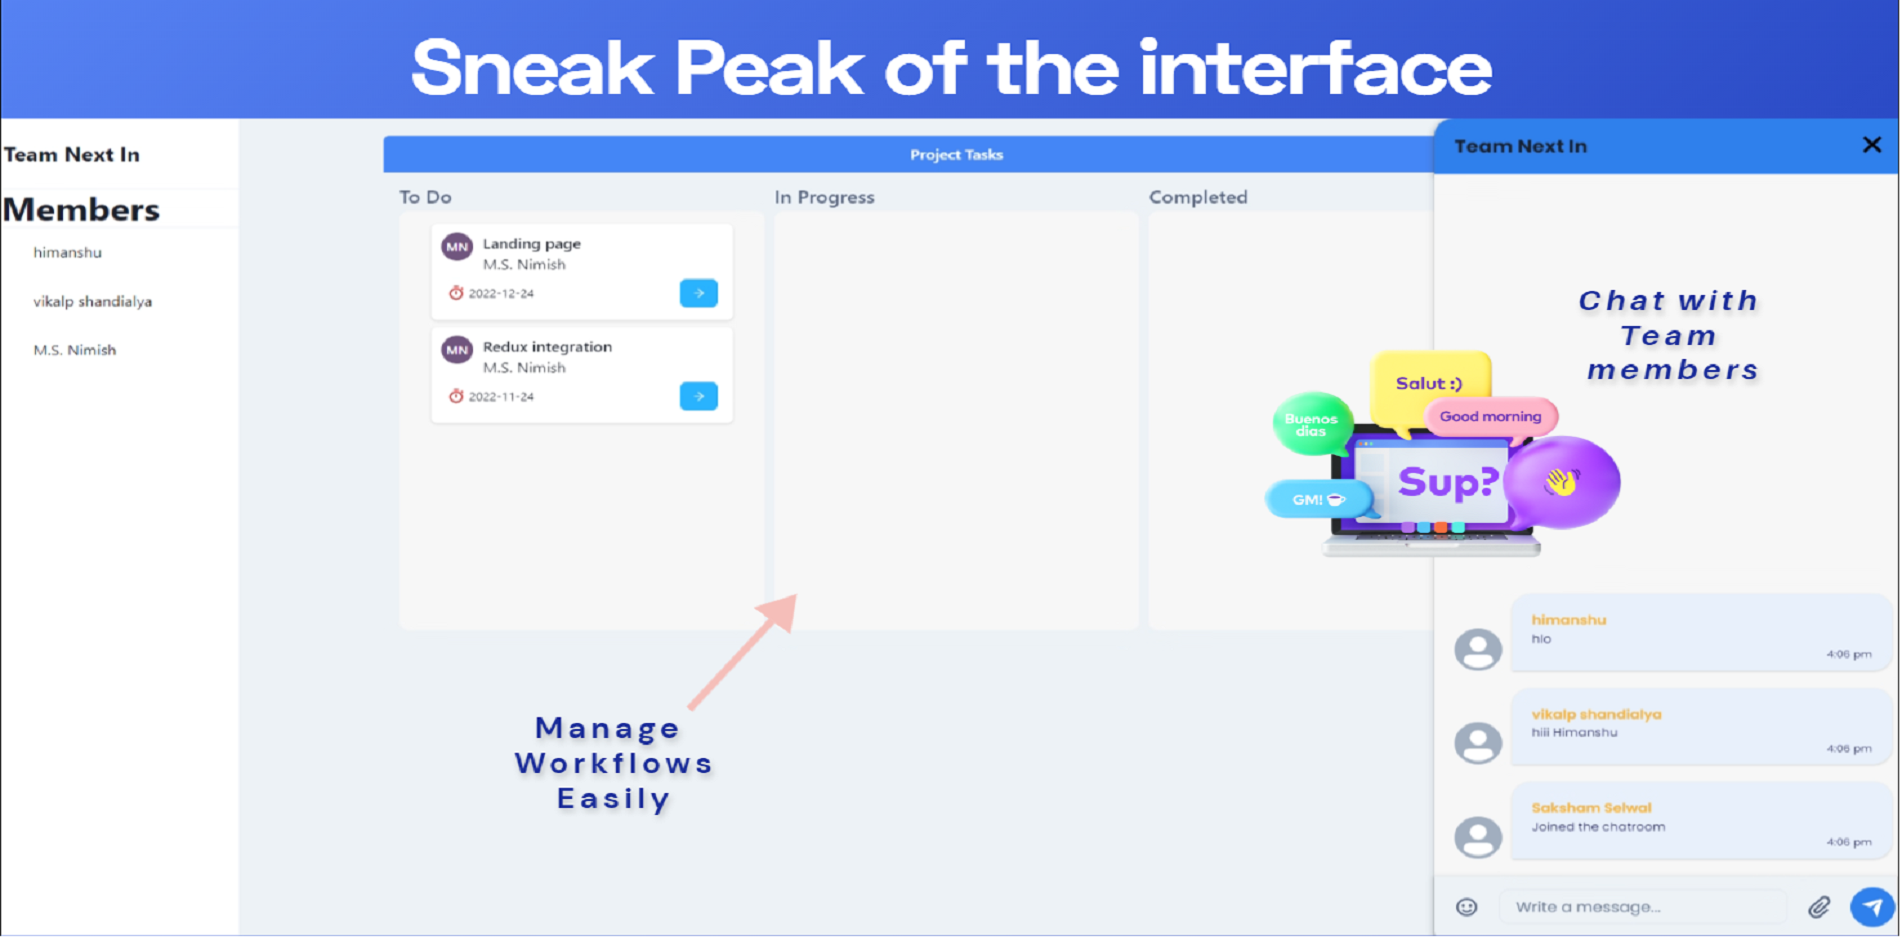 Sneak Peak of the interface
Team Next In
Members
himanshu
vikalp shandialya
M.S. Nimish
Project Tasks
To Do
MN
Landing page
M.S. Nimish
2022-12-24
MN
Redux integration
M.S. Nimish
2022-11-24
In Progress
Completed
Manage
Workflows
Easily
Team Next In
Chat with
Team
members
Salut :)
Buenos
dias
Good morning
Sup?
GM!
himanshu
hlo
4:06 pm
vikalp shandialya
hiii Himanshu
4:06 pm
Saksham Selwal
Joined the chatroom
4:06 pm
Write a message...